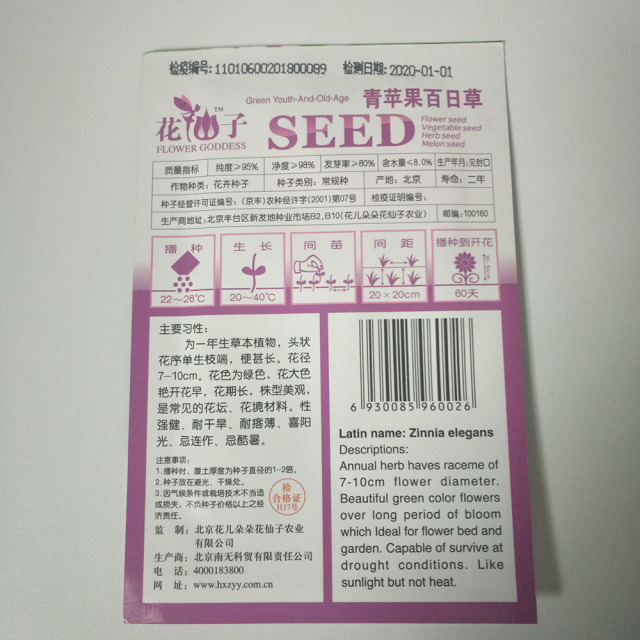 检疫编号:11010600201800089 检测日期:2020-01-01
Green Youth-And-Old-Age 青苹果百日草
花仙子™
FLOWER GODDESS
SEED
Flower seed
Vegetable seed
Herb seed
Melon seed
质量指标 纯度≥95% 净度≥98% 发芽率≥80% 含水量≤8.0% 生产年月:见封口
作物种类: 花卉种子 种子类别: 常规种 产地: 北京 寿命: 二年
种子经营许可证编号: (京丰)农种经许字(2001)第07号 检疫证明编号:
生产商地址:北京丰台区新发地种业市场B2,B10(花儿朵朵花仙子农业) 邮编:100160
播种 生长 间苗 间距 播种到开花
22~26℃ 20~40℃ 20×20cm 60天
主要习性:
为一年生草本植物,头状
花序单生枝端,梗甚长。花径
7-10cm。花色为绿色,花大色
艳开花早,花期长,株型美观,
是常见的花坛、花境材料。性
强健、耐干旱、耐瘠薄、喜阳
光、忌连作、忌酷暑。
注意事项:
1.播种时,覆土厚度为种子直径的1-2倍。
2.种子放在避光、干燥处。
3.因气候条件或栽培技术不当造
成损失,不负种子价格以上之经
济责任。
检
合格证
H17号
监制: 北京花儿朵朵花仙子农业
有限公司
生产商: 北京南无科贸有限责任公司
电话: 4000183800
网址: www.hxzyy.com.cn
6 930085 960026
Latin name: Zinnia elegans
Descriptions:
Annual herb haves raceme of
7-10cm flower diameter.
Beautiful green color flowers
over long period of bloom
which Ideal for flower bed and
garden. Capable of survive at
drought conditions. Like
sunlight but not heat.